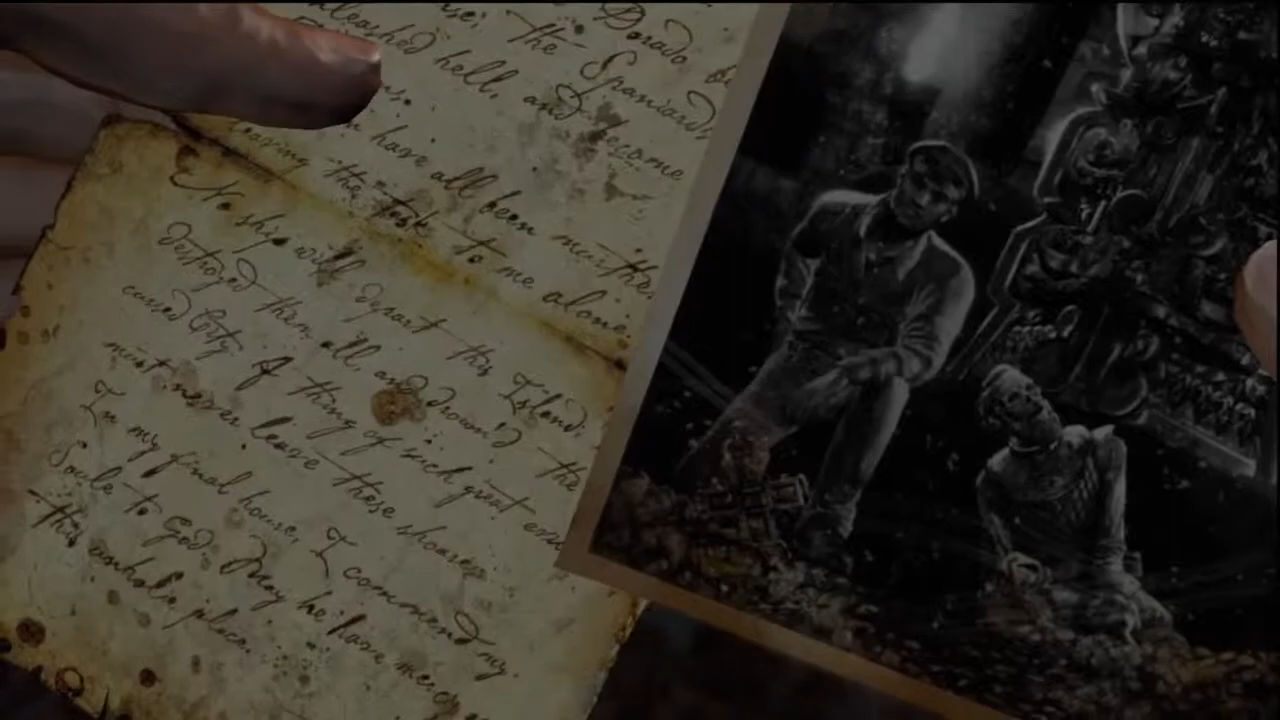 Dorado
the Spaniards
unleashed hell, and become
have all been murther
leaving the task to me alone.
No ship will depart this Island,
destroyed them all, and drown'd the
cursed City. A thing of such great
must never leave these shoares
In my final house, I commend my
Soule to God. May he have mercy
this unholy place.